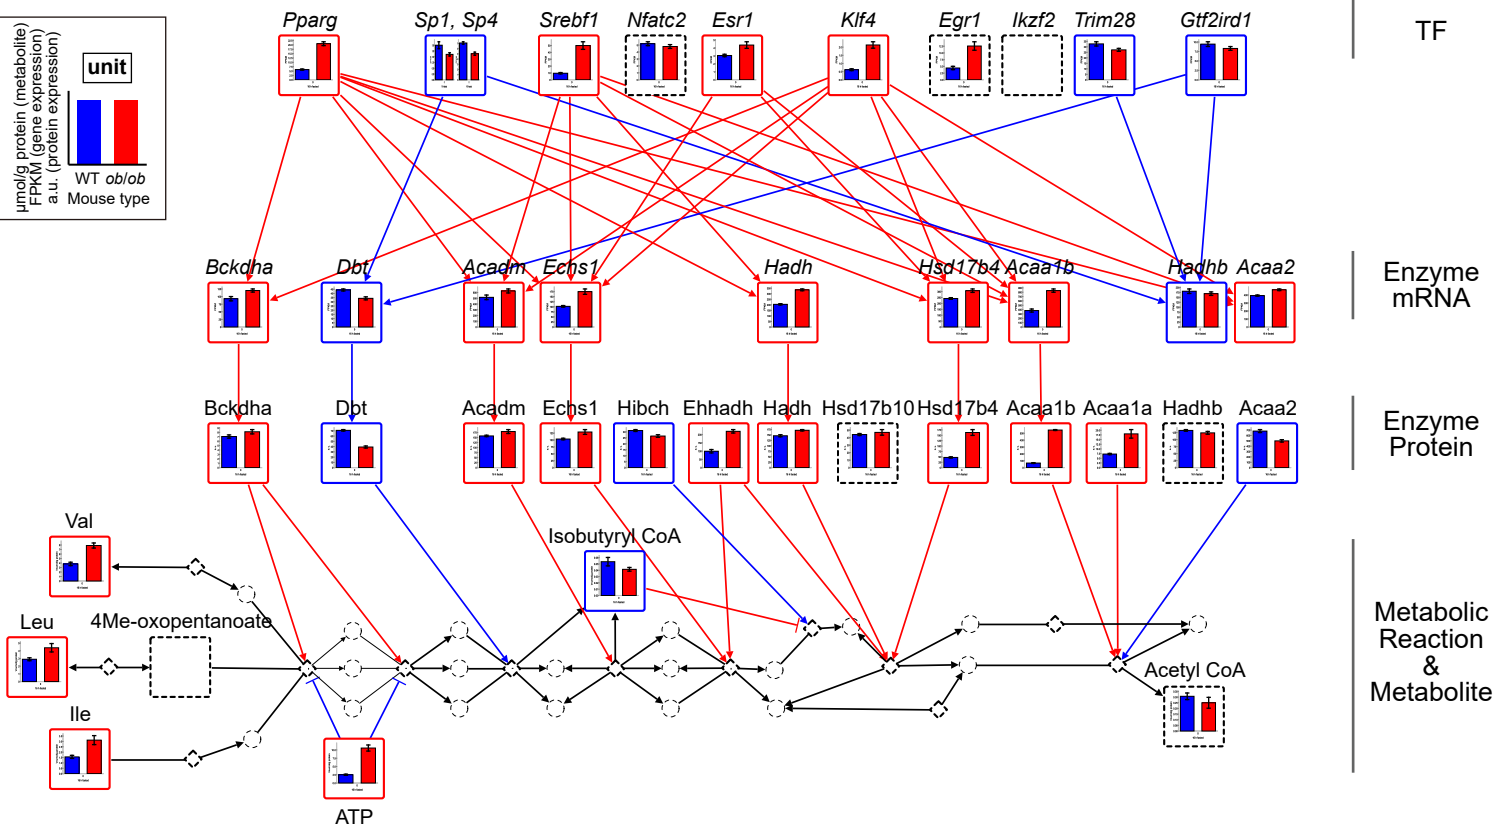 Pparg
Sp1, Sp4
Srebf1
Nfatc2
Esr1
Klf4
Egr1
Ikzf2
Trim28
Gtf2ird1
TF
µmol/g protein (metabolite)
FPKM (gene expression)
a.u. (protein expression)
unit
WT ob/ob
Mouse type
Bckdha
Dbt
Acadm
Echs1
Hadh
Hsd17b4
Acaa1b
Hadhb
Acaa2
Enzyme
mRNA
Bckdha
Dbt
Acadm
Echs1
Hibch
Ehhadh
Hadh
Hsd17b10
Hsd17b4
Acaa1b
Acaa1a
Hadhb
Acaa2
Enzyme
Protein
Val
Isobutyryl CoA
Leu
4Me-oxopentanoate
Ile
ATP
Acetyl CoA
Metabolic
Reaction
&
Metabolite